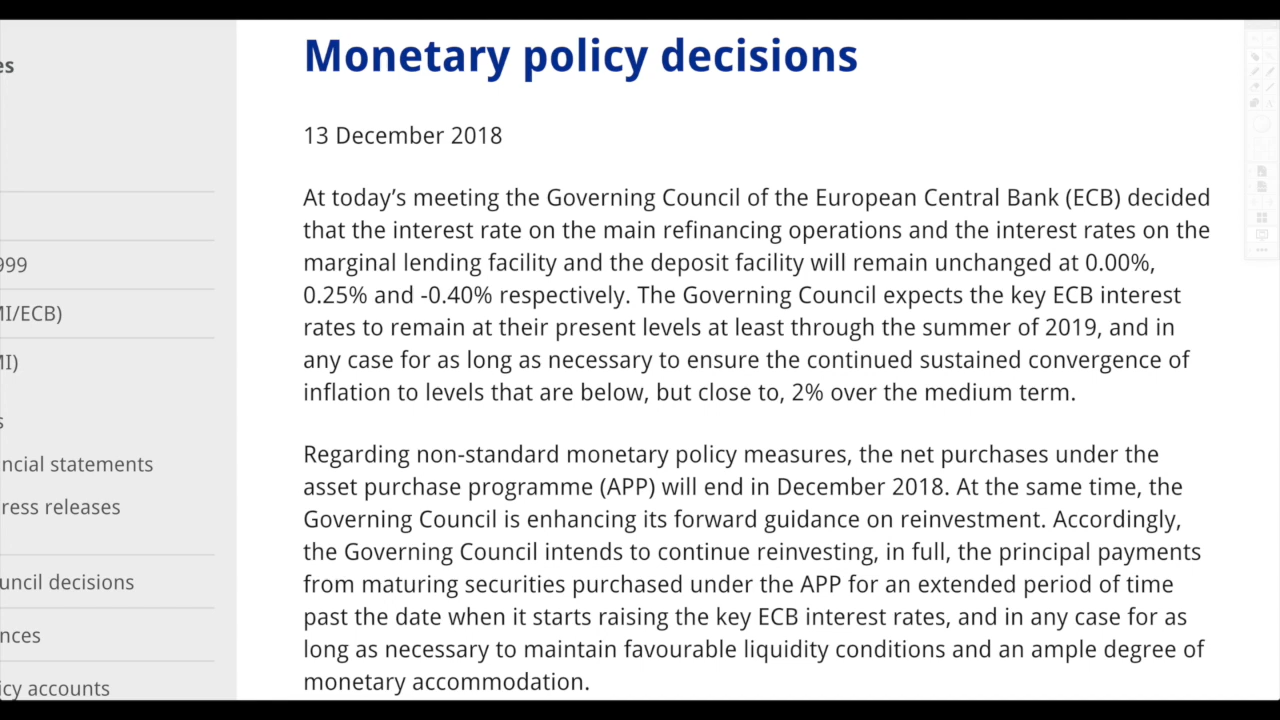 Monetary policy decisions
13 December 2018
At today’s meeting the Governing Council of the European Central Bank (ECB) decided
that the interest rate on the main refinancing operations and the interest rates on the
marginal lending facility and the deposit facility will remain unchanged at 0.00%,
0.25% and -0.40% respectively. The Governing Council expects the key ECB interest
rates to remain at their present levels at least through the summer of 2019, and in
any case for as long as necessary to ensure the continued sustained convergence of
inflation to levels that are below, but close to, 2% over the medium term.
Regarding non-standard monetary policy measures, the net purchases under the
asset purchase programme (APP) will end in December 2018. At the same time, the
Governing Council is enhancing its forward guidance on reinvestment. Accordingly,
the Governing Council intends to continue reinvesting, in full, the principal payments
from maturing securities purchased under the APP for an extended period of time
past the date when it starts raising the key ECB interest rates, and in any case for as
long as necessary to maintain favourable liquidity conditions and an ample degree of
monetary accommodation.
es
999
MI/ECB)
MI)
s
ncial statements
ress releases
uncil decisions
nces
icy accounts